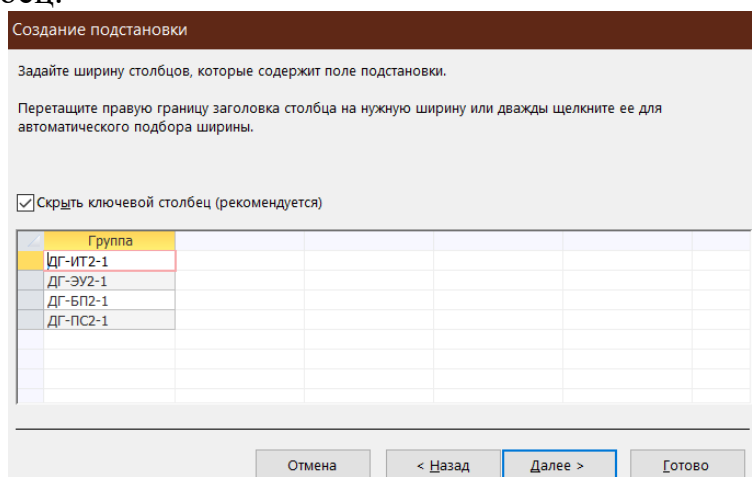 Создание подстановки
Задайте ширину столбцов, которые содержит поле подстановки.
Перетащите правую границу заголовка столбца на нужную ширину или дважды щелкните ее для
автоматического подбора ширины.
Скрыть ключевой столбец (рекомендуется)
Группа
ДГ-ИТ2-1
ДГ-ЭУ2-1
ДГ-БП2-1
ДГ-ПС2-1
Отмена < Назад Далее > Готово